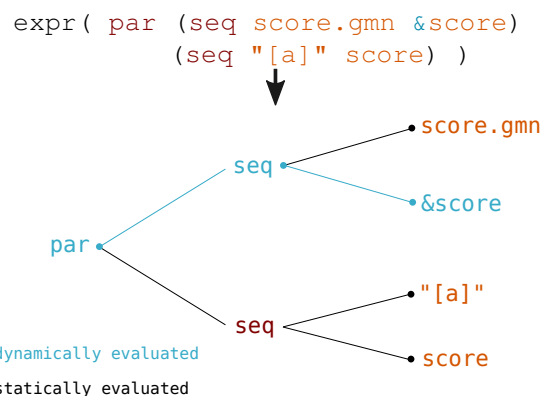 expr( par (seq score.gmn &score)
(seq "[a]" score) )
score.gmn
seq
&score
par
"[a]"
seq
dynamically evaluated
score
statically evaluated